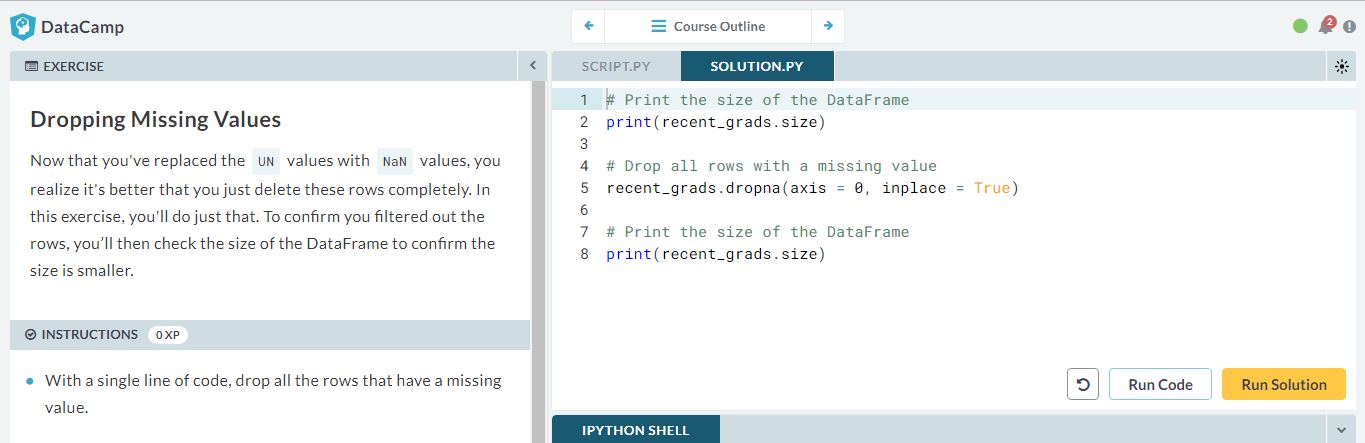 DataCamp
Course Outline
2
EXERCISE
Dropping Missing Values
Now that you've replaced the UN values with NaN values, you
realize it's better that you just delete these rows completely. In
this exercise, you'll do just that. To confirm you filtered out the
rows, you’ll then check the size of the DataFrame to confirm the
size is smaller.
INSTRUCTIONS 0 XP
With a single line of code, drop all the rows that have a missing
value.
SCRIPT.PY SOLUTION.PY
1 # Print the size of the DataFrame
2 print(recent_grads.size)
3
4 # Drop all rows with a missing value
5 recent_grads.dropna(axis = 0, inplace = True)
6
7 # Print the size of the DataFrame
8 print(recent_grads.size)
Run Code Run Solution
IPYTHON SHELL